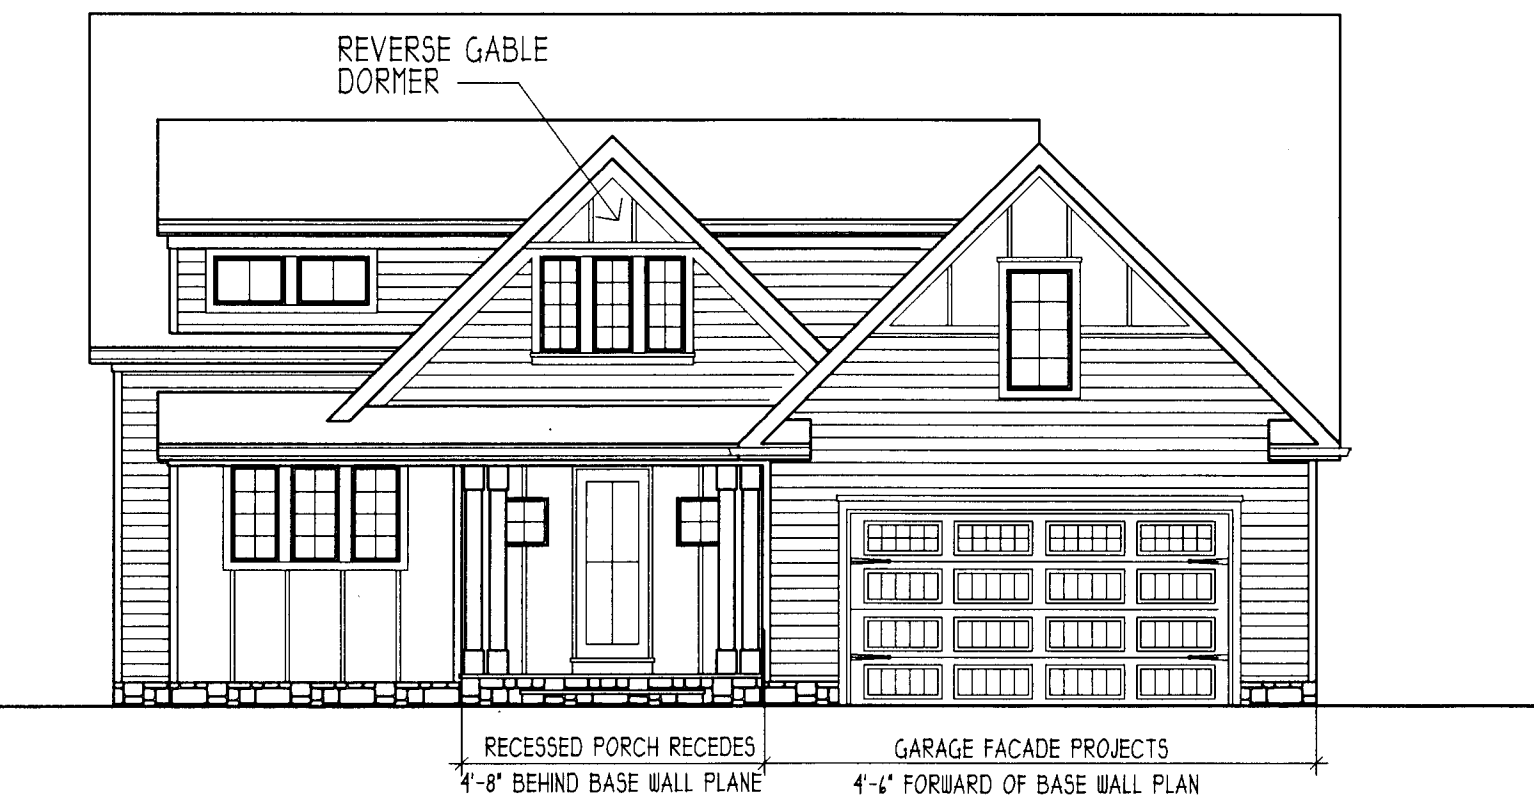 REVERSE GABLE
DORMER
RECESSED PORCH RECEDES
4'-8" BEHIND BASE WALL PLANE
GARAGE FACADE PROJECTS
4'-6" FORWARD OF BASE WALL PLAN